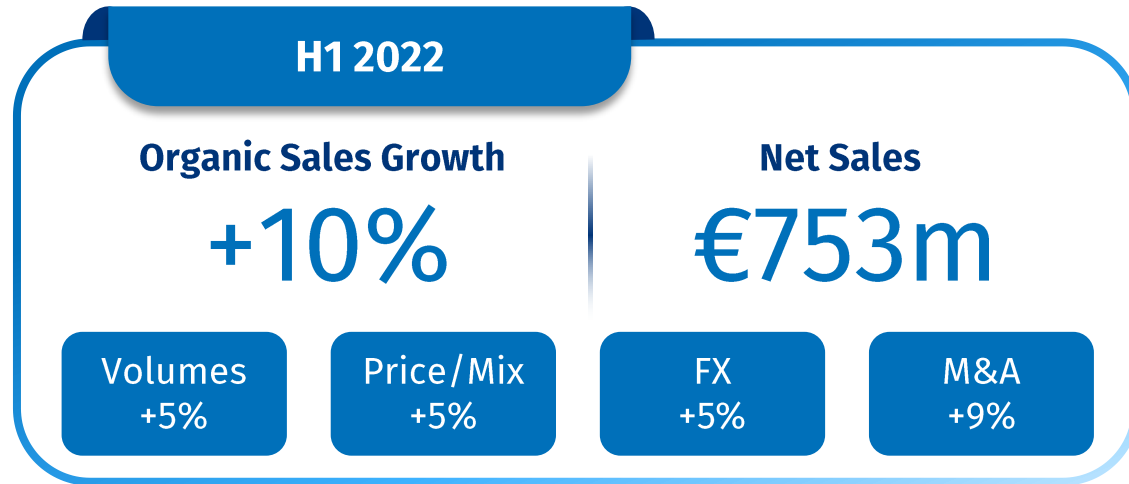 H1 2022
Organic Sales Growth
+10%
Net Sales
€753m
Volumes
+5%
Price/Mix
+5%
FX
+5%
M&A
+9%